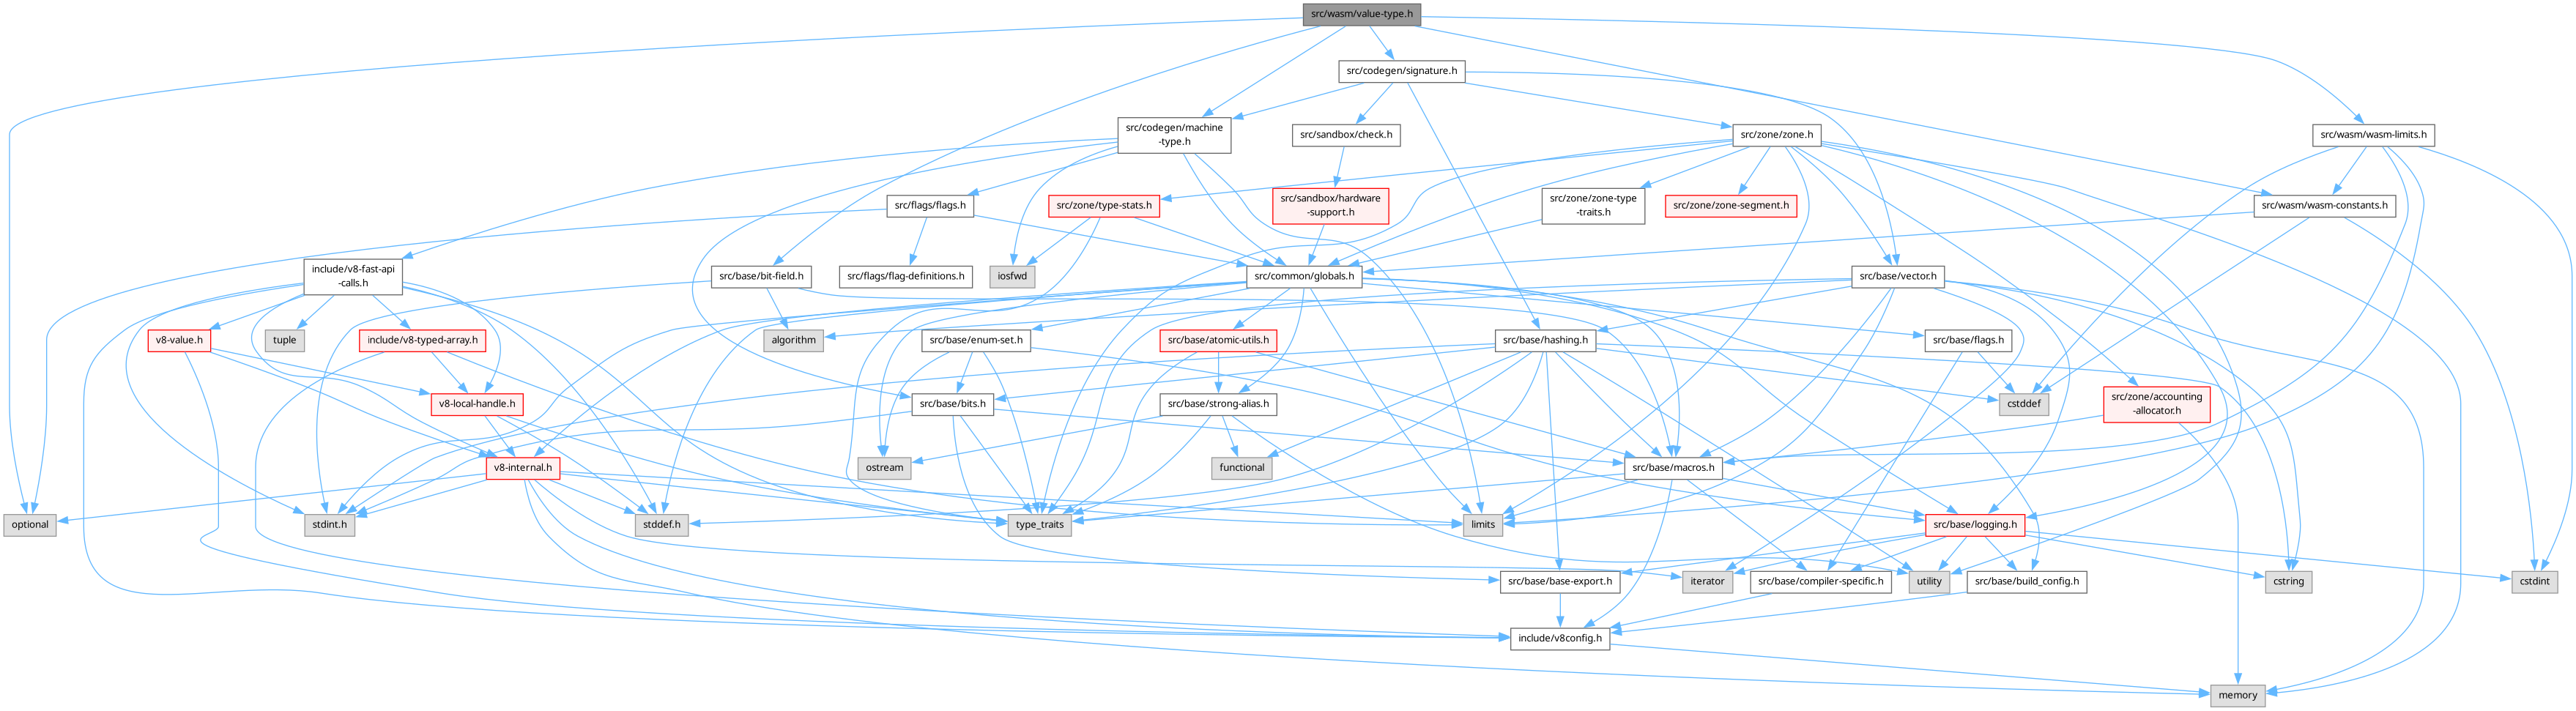 src/wasm/value-type.h
src/codegen/signature.h
src/codegen/machine
-type.h
src/sandbox/check.h
src/zone/zone.h
src/wasm/wasm-limits.h
src/flags/flags.h
src/zone/type-stats.h
src/sandbox/hardware
-support.h
src/zone/zone-type
-traits.h
src/zone/zone-segment.h
src/wasm/wasm-constants.h
include/v8-fast-api
-calls.h
src/base/bit-field.h
src/flags/flag-definitions.h
iosfwd
src/common/globals.h
src/base/vector.h
v8-value.h
tuple
include/v8-typed-array.h
algorithm
src/base/enum-set.h
src/base/atomic-utils.h
src/base/hashing.h
src/base/flags.h
v8-local-handle.h
src/base/bits.h
src/base/strong-alias.h
cstddef
src/zone/accounting
-allocator.h
v8-internal.h
ostream
functional
src/base/macros.h
optional
stdint.h
stddef.h
type_traits
limits
src/base/logging.h
src/base/base-export.h
iterator
src/base/compiler-specific.h
utility
src/base/build_config.h
cstring
cstdint
include/v8config.h
memory